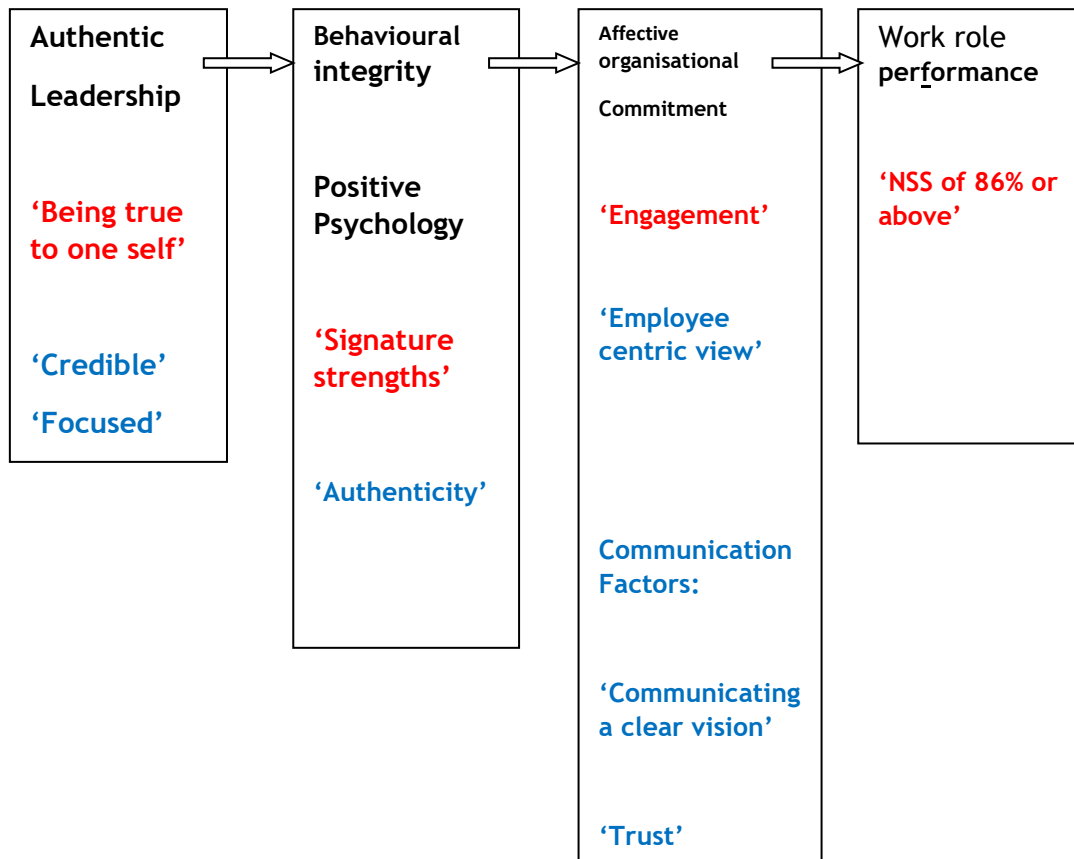 Authentic
Leadership
‘Being true
to one self’
‘Credible’
‘Focused’
Behavioural
integrity
Positive
Psychology
‘Signature
strengths’
‘Authenticity’
Affective
organisational
Commitment
‘Engagement’
‘Employee
centric view’
Communication
Factors:
‘Communicating
a clear vision’
‘Trust’
Work role
performance
‘NSS of 86% or
above’